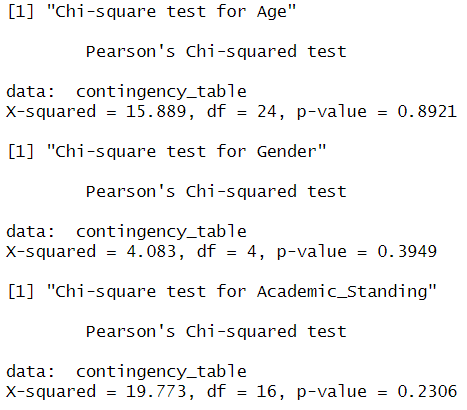 [1] "Chi-square test for Age"
Pearson's Chi-squared test
data:  contingency_table
X-squared = 15.889, df = 24, p-value = 0.8921
[1] "Chi-square test for Gender"
Pearson's Chi-squared test
data:  contingency_table
X-squared = 4.083, df = 4, p-value = 0.3949
[1] "Chi-square test for Academic_Standing"
Pearson's Chi-squared test
data:  contingency_table
X-squared = 19.773, df = 16, p-value = 0.2306